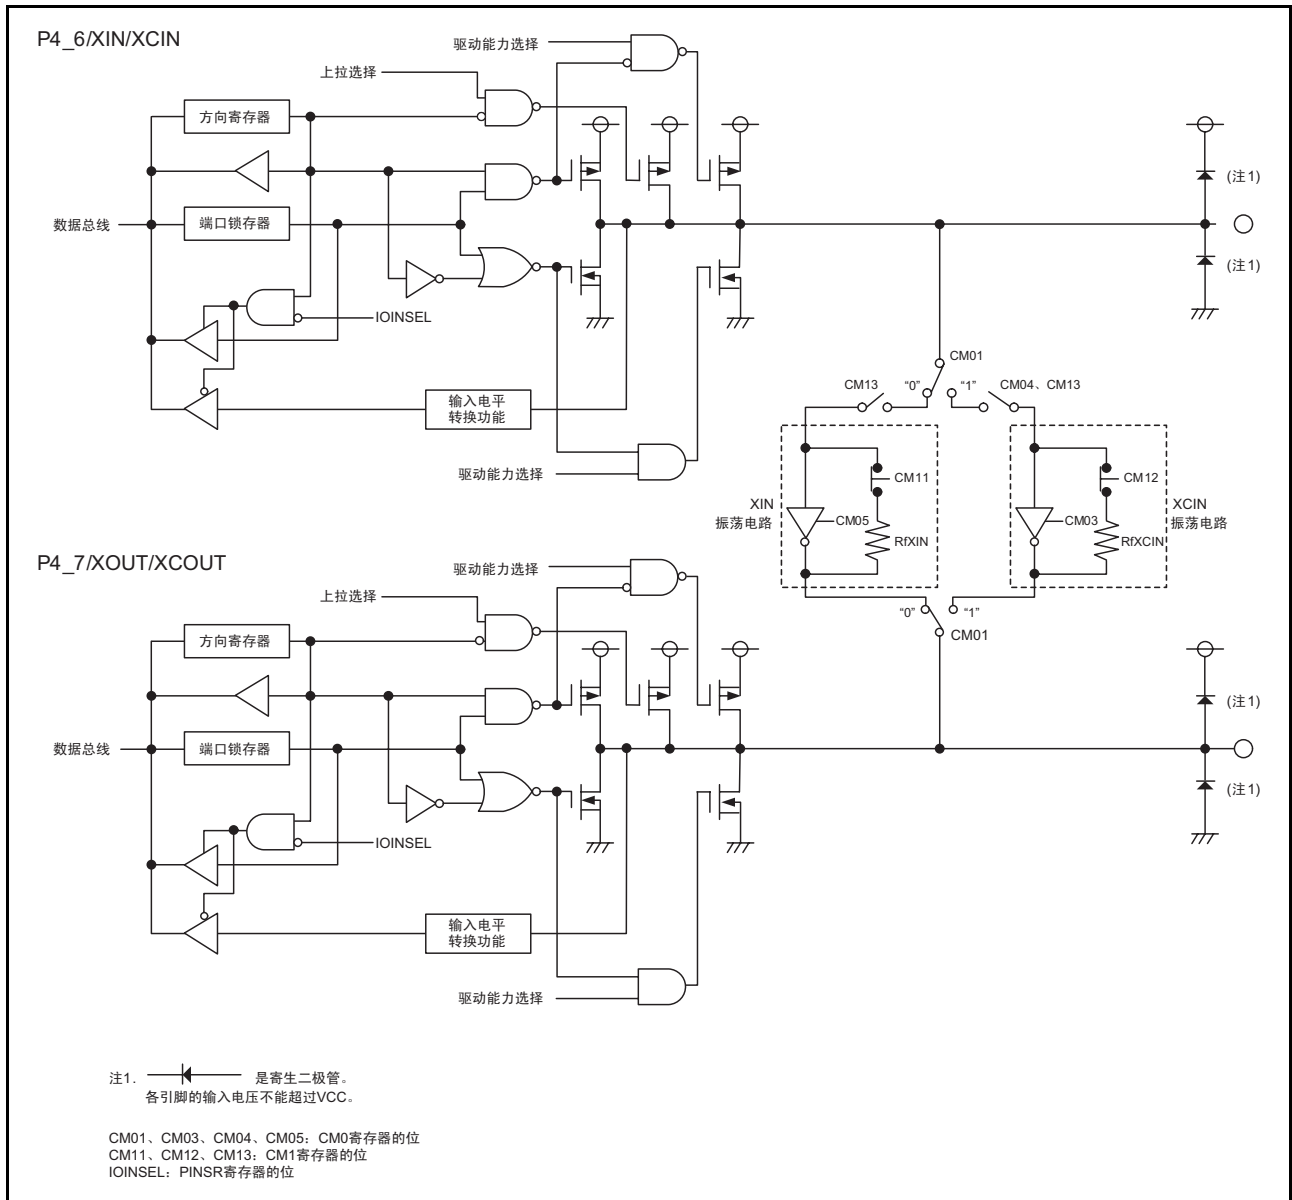 P4_6/XIN/XCIN
驱动能力选择
上拉选择
方向寄存器
(注1)
数据总线
端口锁存器
(注1)
IOINSEL
CM01
CM13
“0”
“1”
CM04、CM13
输入电平
转换功能
驱动能力选择
CM11
CM12
XIN
振荡电路
XCIN
振荡电路
CM05
CM03
RfXIN
RfXCIN
P4_7/XOUT/XCOUT
驱动能力选择
上拉选择
“0”
“1”
CM01
方向寄存器
(注1)
数据总线
端口锁存器
(注1)
IOINSEL
输入电平
转换功能
驱动能力选择
注1. 是寄生二极管。
各引脚的输入电压不能超过VCC。
CM01、CM03、CM04、CM05：CM0寄存器的位
CM11、CM12、CM13：CM1寄存器的位
IOINSEL：PINSR寄存器的位